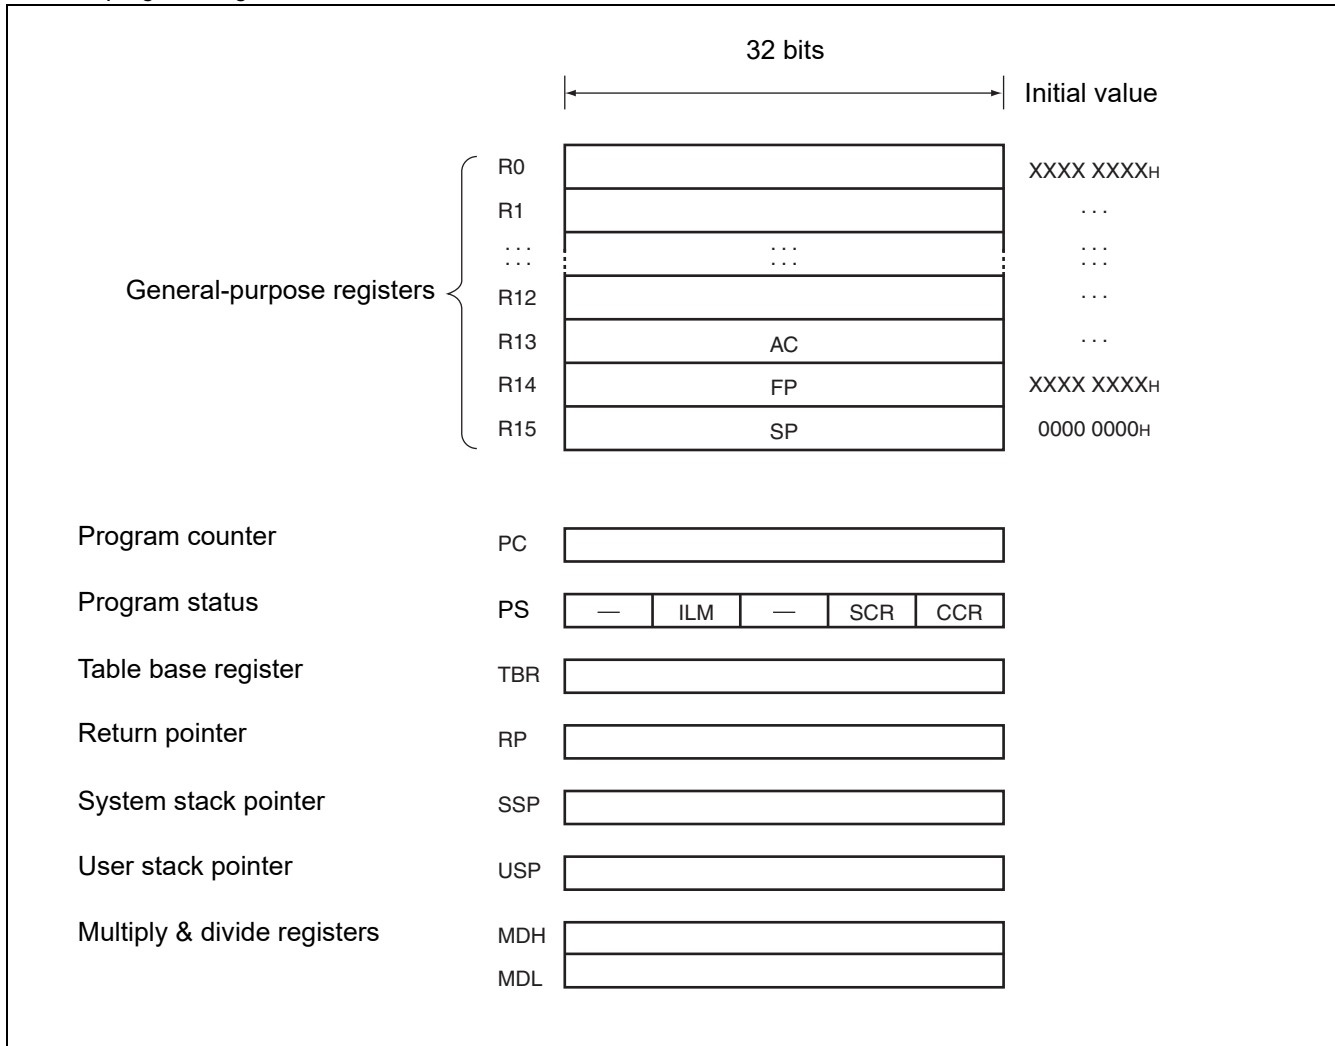 32 bits
Initial value
R0 XXXX XXXXH
R1 . . .
. . . . . . . . .
. . . . . . . . .
General-purpose registers R12 . . .
R13 AC . . .
R14 FP XXXX XXXXH
R15 SP 0000 0000H
Program counter PC
Program status PS — ILM — SCR CCR
Table base register TBR
Return pointer RP
System stack pointer SSP
User stack pointer USP
Multiply & divide registers MDH
MDL